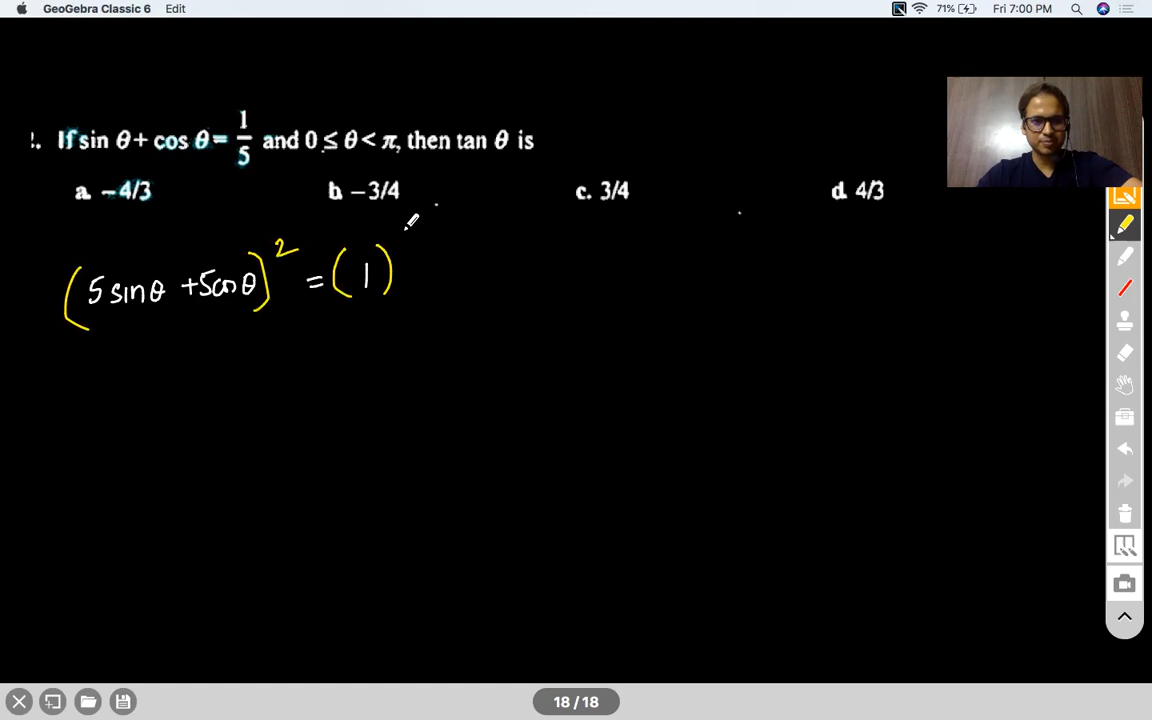 GeoGebra Classic 6 Edit 71% Fri 7:00 PM
!. If sin θ + cos θ = 1/5 and 0 ≤ θ < π, then tan θ is
a. −4/3 b. −3/4 c. 3/4 d. 4/3
(5 sinθ + 5cosθ)² = (1)
18 / 18